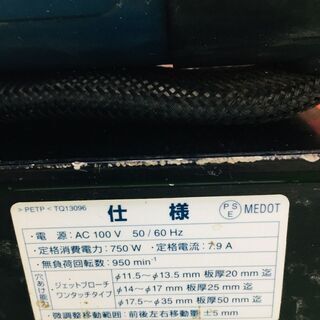 > PETP < TQ13096
仕 様
PSE MEDOT
・電 源: AC 100 V 50 / 60 Hz
・定格消費電力: 750 W ・定格電流: 7.9 A
・無負荷回転数: 950 min⁻¹
穴あけ能力
ジェットブローチ
ワンタッチタイプ
φ11.5～φ13.5 mm 板厚20 mm 迄
φ14～φ17 mm 板厚25 mm 迄
φ17.5～φ35 mm 板厚50 mm 迄
・微調整移動範囲: 前後左右移動量 ±5 mm